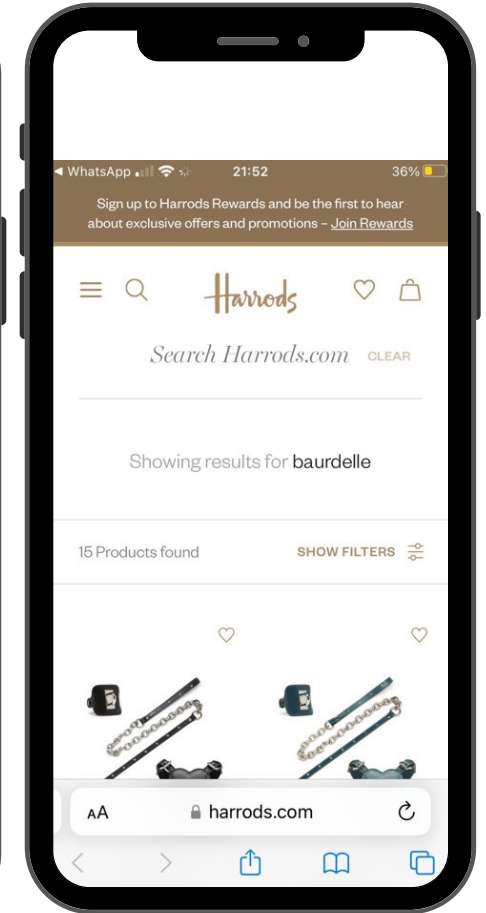 WhatsApp 21:52 36%
Sign up to Harrods Rewards and be the first to hear
about exclusive offers and promotions – Join Rewards
Harrods
Search Harrods.com CLEAR
Showing results for baurdelle
15 Products found SHOW FILTERS
AA harrods.com